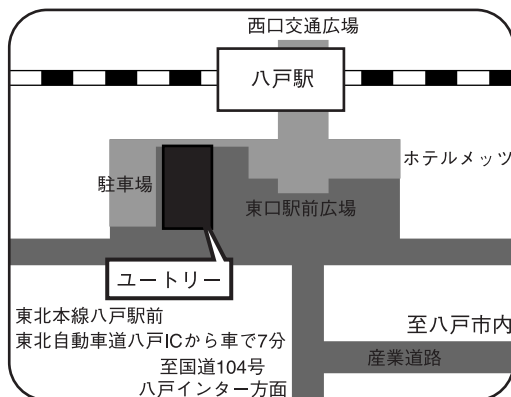 西口交通広場
八戸駅
ホテルメッツ
駐車場
東口駅前広場
ユートリー
東北本線八戸駅前
東北自動車道八戸ICから車で7分
至八戸市内
至国道104号
産業道路
八戸インター方面